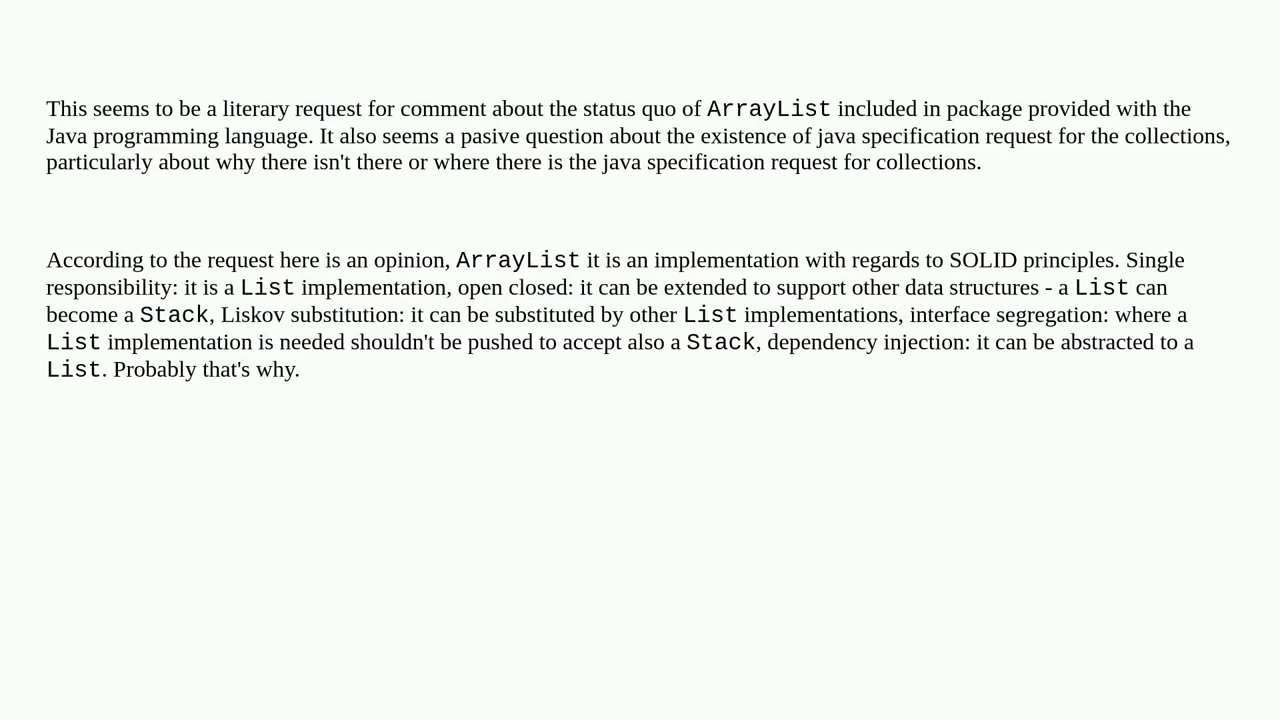 This seems to be a literary request for comment about the status quo of ArrayList included in package provided with the
Java programming language. It also seems a pasive question about the existence of java specification request for the collections,
particularly about why there isn't there or where there is the java specification request for collections.
According to the request here is an opinion, ArrayList it is an implementation with regards to SOLID principles. Single
responsibility: it is a List implementation, open closed: it can be extended to support other data structures - a List can
become a Stack, Liskov substitution: it can be substituted by other List implementations, interface segregation: where a
List implementation is needed shouldn't be pushed to accept also a Stack, dependency injection: it can be abstracted to a
List. Probably that's why.